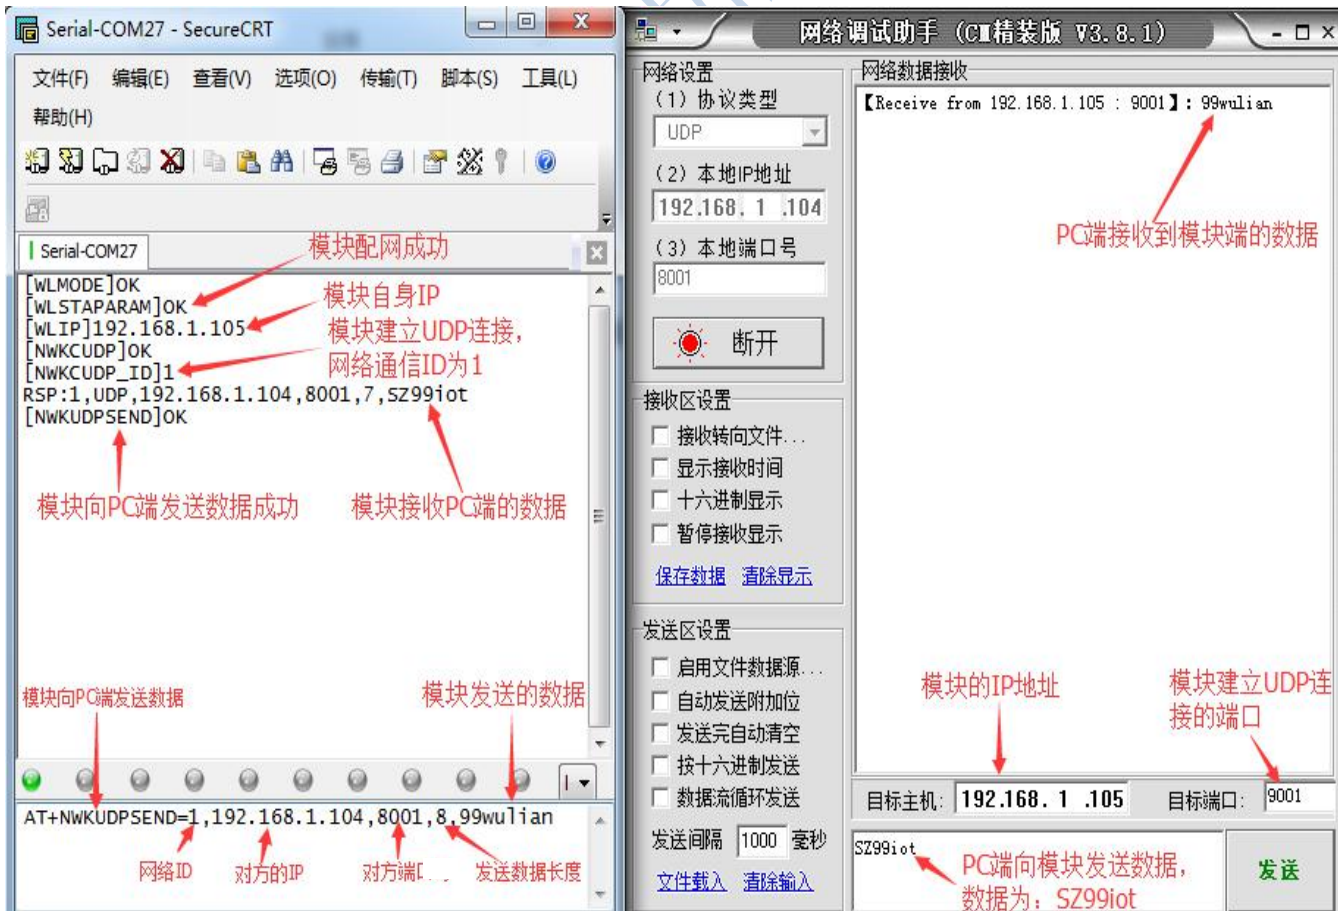 Serial-COM27 - SecureCRT
文件(F) 编辑(E) 查看(V) 选项(O) 传输(T) 脚本(S) 工具(L)
帮助(H)
Serial-COM27
模块配网成功
[WLMODE]OK
[WLSTAPARAM]OK
模块自身IP
[WLIP]192.168.1.105
模块建立UDP连接,
网络通信ID为1
[NWKCUDP]OK
[NWKCUDP_ID]1
RSP:1,UDP,192.168.1.104,8001,7,SZ99iot
[NWKUDPSEND]OK
模块向PC端发送数据成功
模块接收PC端的数据
模块向PC端发送数据
模块发送的数据
AT+NWKUDPSEND=1,192.168.1.104,8001,8,99wulian
网络ID
对方的IP
对方端
发送数据长度
网络调试助手 (C㎝精装版 V3.8.1)
网络设置
(1) 协议类型
UDP
(2) 本地IP地址
192.168. 1 .104
(3) 本地端口号
8001
断开
接收区设置
接收转向文件...
显示接收时间
十六进制显示
暂停接收显示
保存数据 清除显示
发送区设置
启用文件数据源...
自动发送附加位
发送完自动清空
按十六进制发送
数据流循环发送
发送间隔 1000 毫秒
文件载入 清除输入
网络数据接收
【Receive from 192.168.1.105 : 9001】: 99wulian
PC端接收到模块端的数据
模块的IP地址
模块建立UDP连
接的端口
目标主机: 192.168. 1 .105 目标端口: 9001
SZ99iot
PC端向模块发送数据,
数据为: SZ99iot
发送